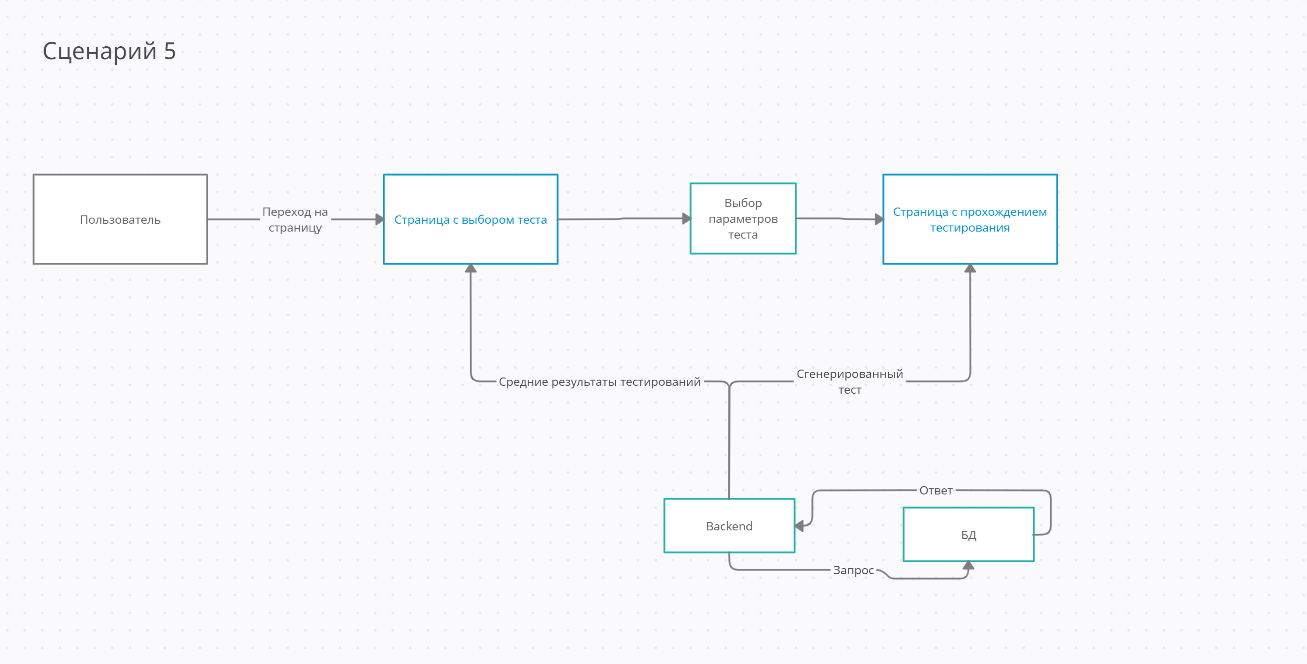 Сценарий 5
Пользователь
Переход на
страницу
Страница с выбором теста
Выбор
параметров
теста
Страница с прохождением
тестирования
Средние результаты тестирований
Сгенерированный
тест
Ответ
Backend
БД
Запрос